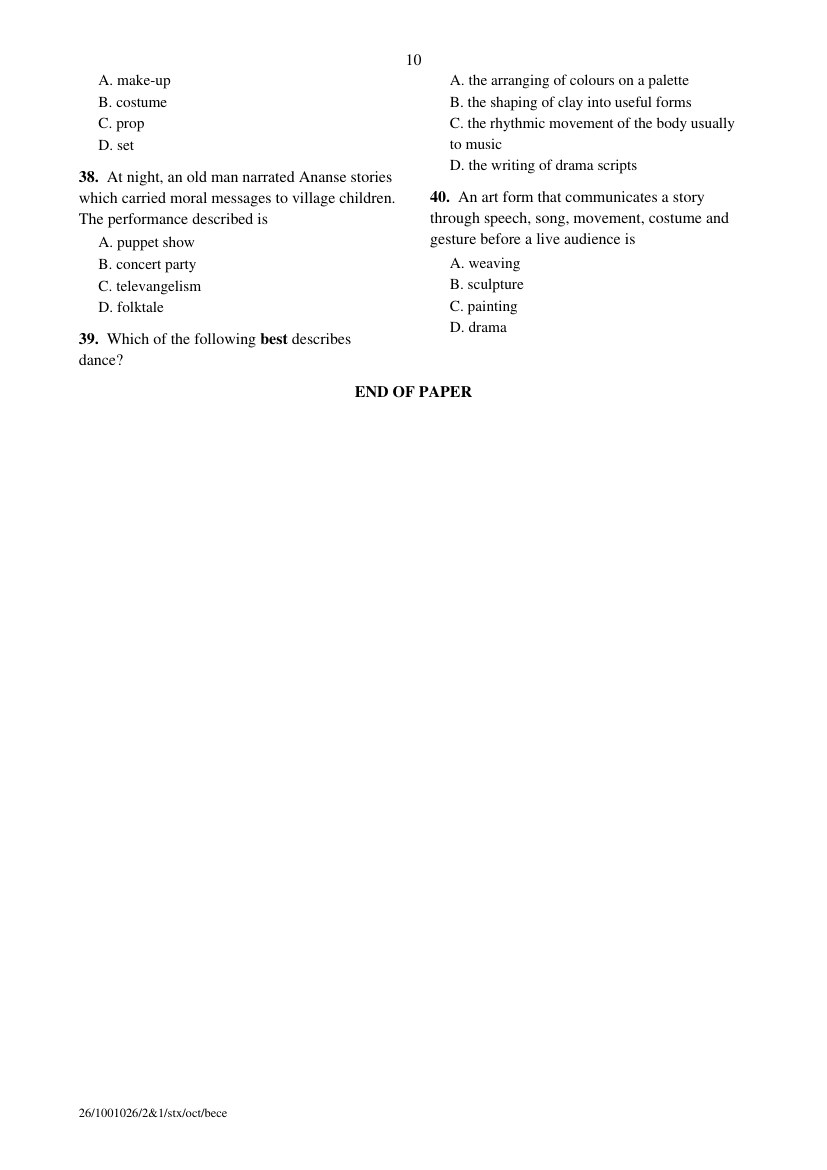 10
A. make-up
B. costume
C. prop
D. set
38. At night, an old man narrated Ananse stories
which carried moral messages to village children.
The performance described is
A. puppet show
B. concert party
C. televangelism
D. folktale
39. Which of the following best describes
dance?
A. the arranging of colours on a palette
B. the shaping of clay into useful forms
C. the rhythmic movement of the body usually
to music
D. the writing of drama scripts
40. An art form that communicates a story
through speech, song, movement, costume and
gesture before a live audience is
A. weaving
B. sculpture
C. painting
D. drama
END OF PAPER
26/1001026/2&1/stx/oct/bece